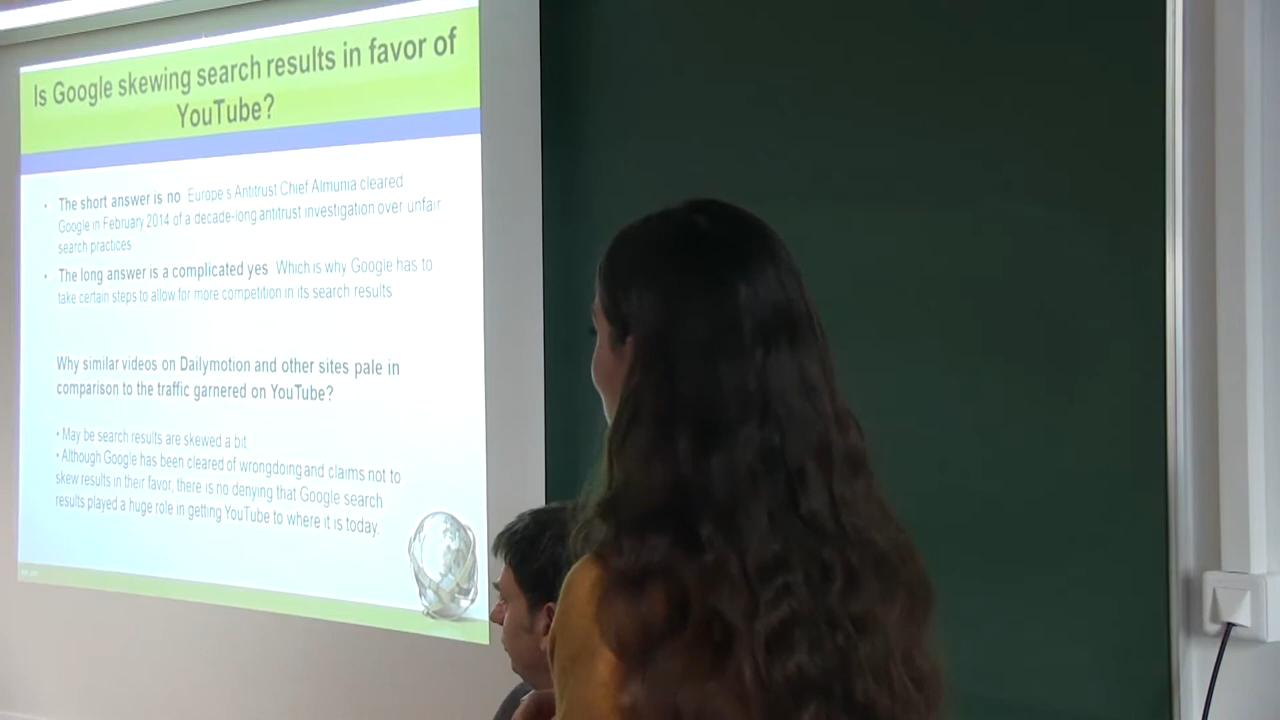 Is Google skewing search results in favor of
YouTube?
• The short answer is no Europe s Antitrust Chief Almunia cleared
Google in February 2014 of a decade-long antitrust investigation over unfair
search practices
• The long answer is a complicated yes Which is why Google has to
take certain steps to allow for more competition in its search results
Why similar videos on Dailymotion and other sites pale in
comparison to the traffic garnered on YouTube?
• May be search results are skewed a bit
• Although Google has been cleared of wrongdoing and claims not to
skew results in their favor, there is no denying that Google search
results played a huge role in getting YouTube to where it is today.